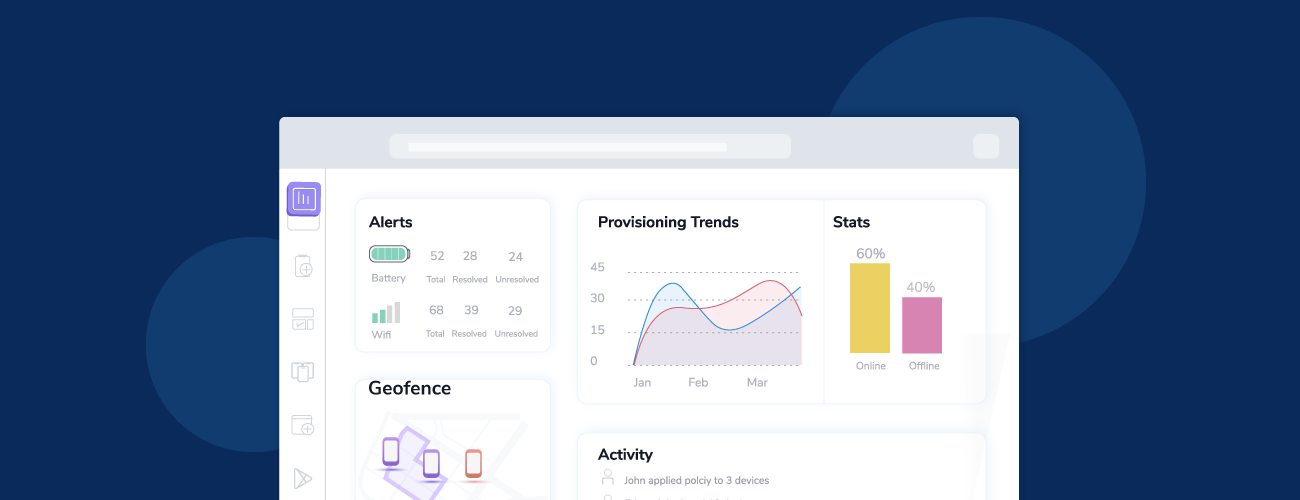 Alerts
52 28 24
Battery Total Resolved Unresolved
68 39 29
Wifi Total Resolved Unresolved
Geofence
Provisioning Trends
45
30
15
0
Jan Feb Mar
Stats
60%
40%
Online Offline
Activity
John applied polciy to 3 devices